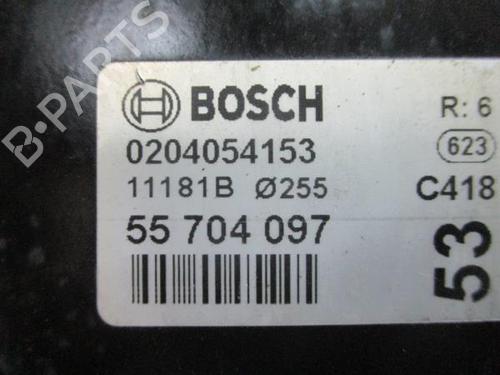 B-PARTS
BOSCH
R: 6
0204054153
623
11181B Ø255
C418
55 704 097
53